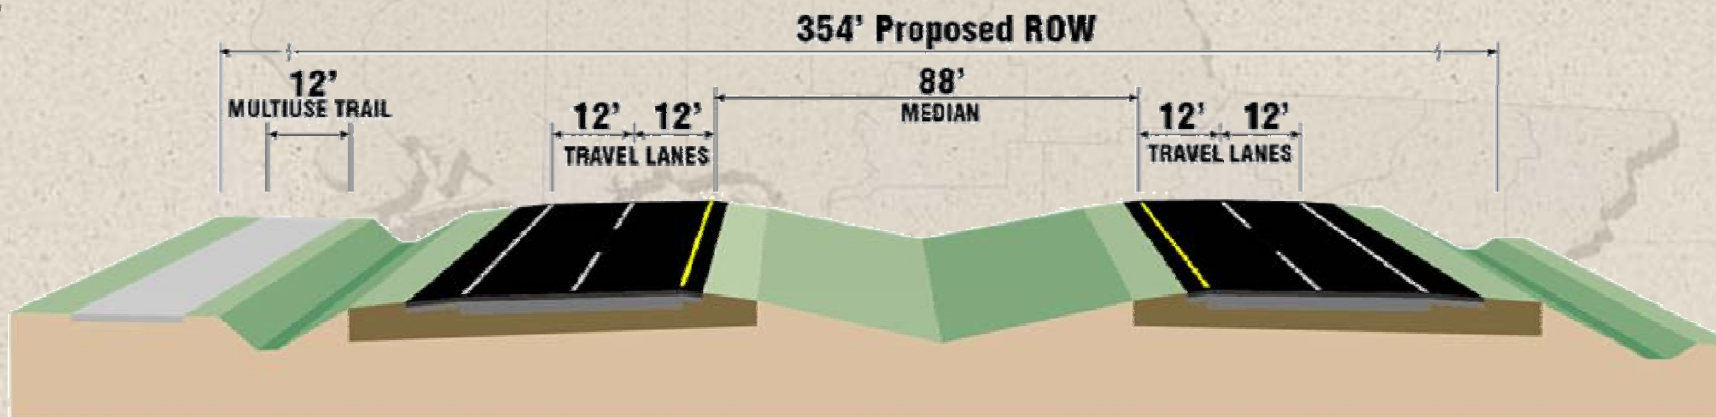 354' Proposed ROW
12'
MULTIUSE TRAIL
88'
MEDIAN
12' 12'
TRAVEL LANES
12' 12'
TRAVEL LANES